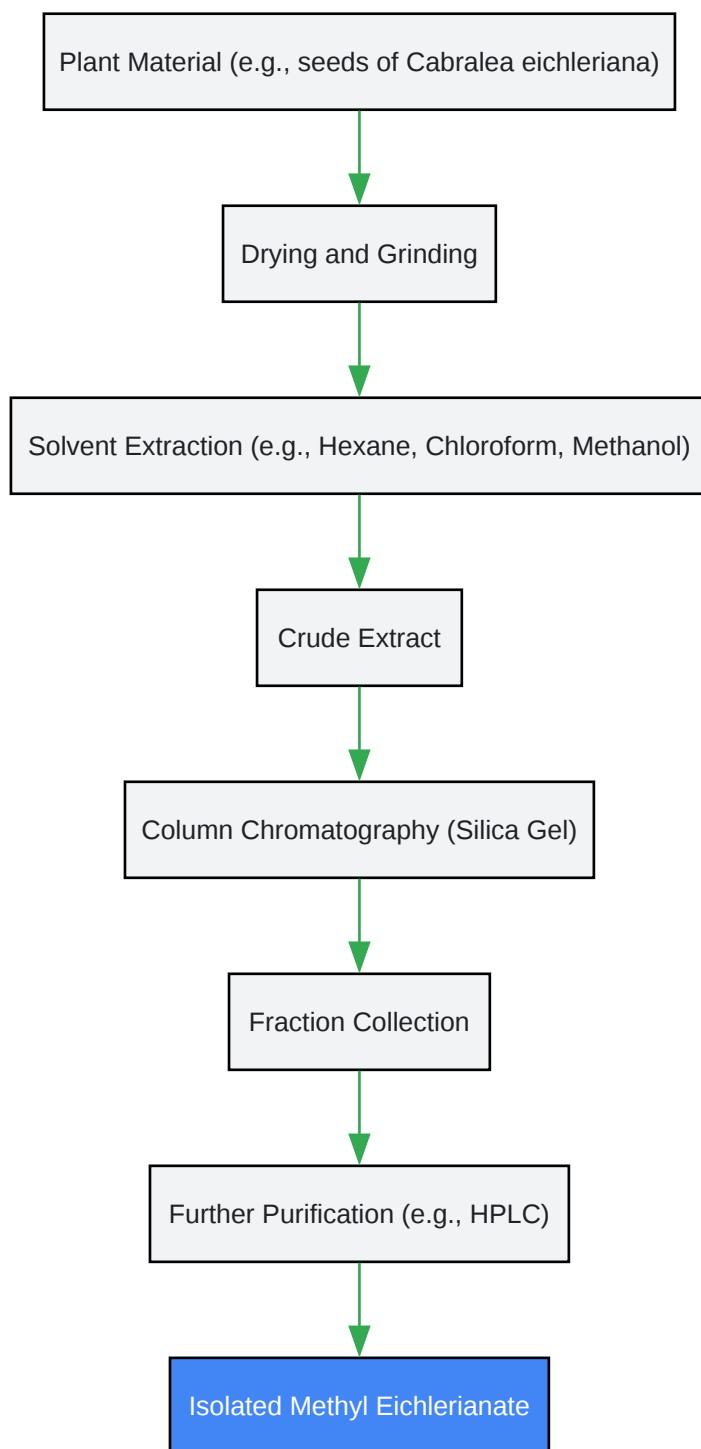 Plant Material (e.g., seeds of Cabralea eichleriana)
Drying and Grinding
Solvent Extraction (e.g., Hexane, Chloroform, Methanol)
Crude Extract
Column Chromatography (Silica Gel)
Fraction Collection
Further Purification (e.g., HPLC)
Isolated Methyl Eichlerianate